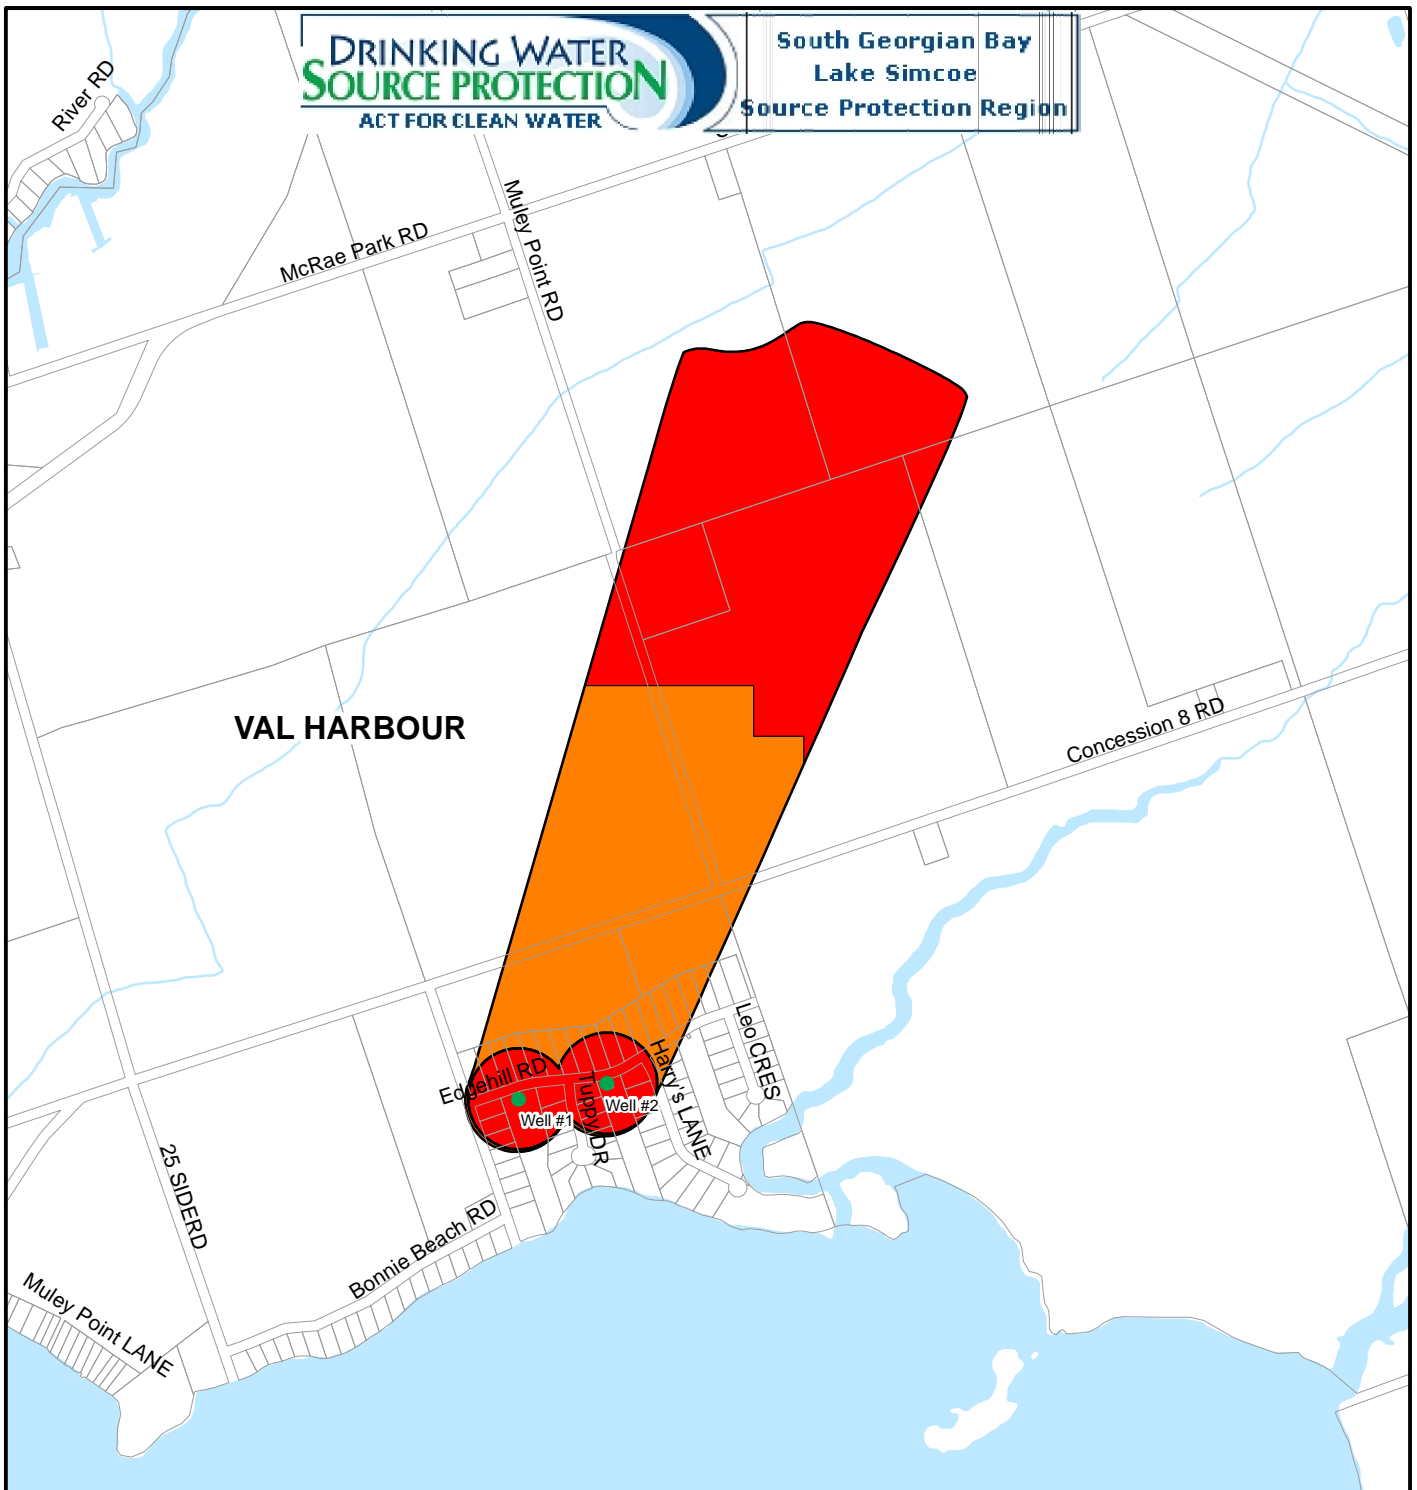 DRINKING WATER
SOURCE PROTECTION
ACT FOR CLEAN WATER
South Georgian Bay
Lake Simcoe
Source Protection Region
River RD
McRae Park RD
Muley Point RD
VAL HARBOUR
Concession 8 RD
Edgehill RD
Well #1
Tuppy DR
Well #2
Harry's LANE
Leo CRES
25 SIDERD
Bonnie Beach RD
Muley Point LANE